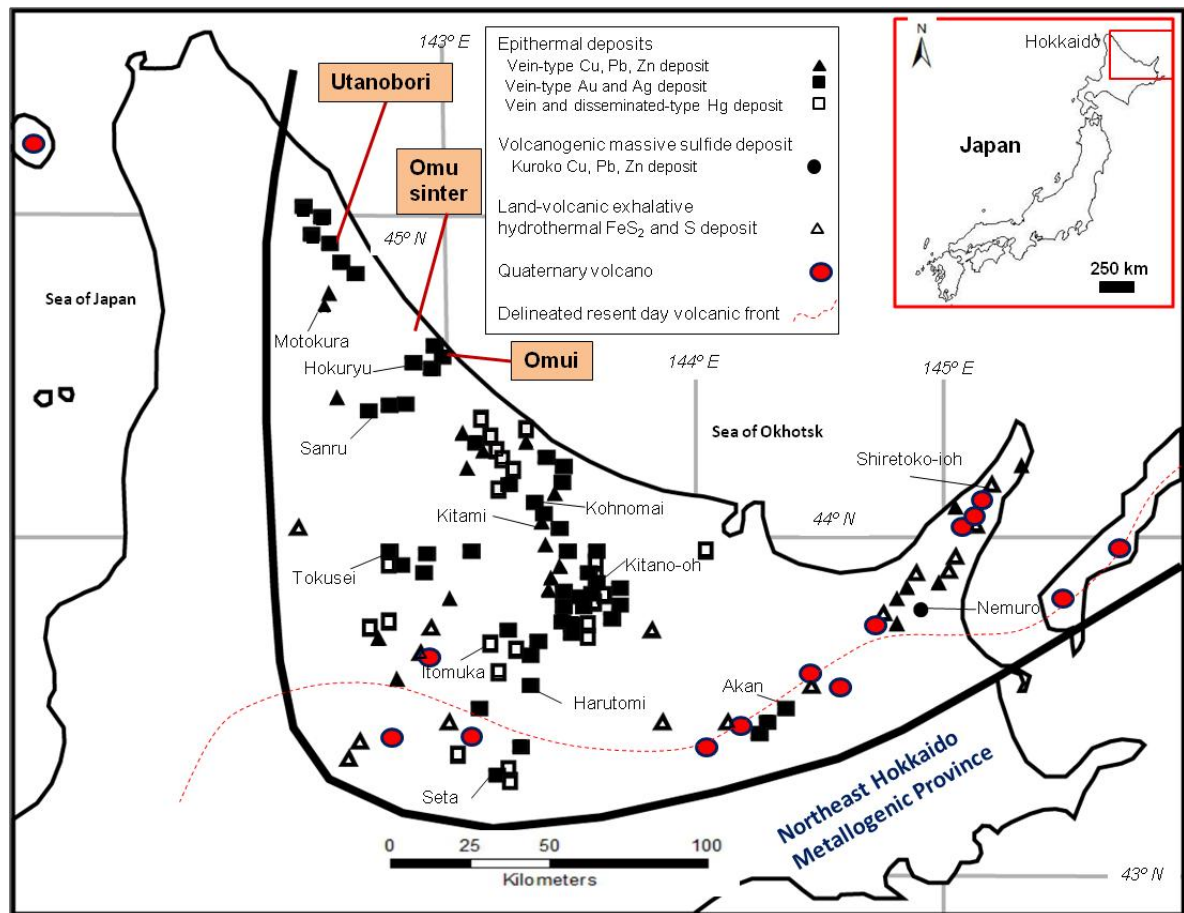 143º E
Utanobori
Omu
sinter
45º N
Sea of Japan
Motokura
Hokuryu
Omui
Sanru
Epithermal deposits
Vein-type Cu, Pb, Zn deposit
Vein-type Au and Ag deposit
Vein and disseminated-type Hg deposit
Volcanogenic massive sulfide deposit
Kuroko Cu, Pb, Zn deposit
Land-volcanic exhalative
hydrothermal FeS₂ and S deposit
Quaternary volcano
Delineated resent day volcanic front
N
Hokkaido
Japan
250 km
144º E
145º E
Sea of Okhotsk
Shiretoko-ioh
Kohnomai
Kitami
44º N
Tokusei
Kitano-oh
Nemuro
Itomuka
Harutomi
Akan
Seta
Northeast Hokkaido
Metallogenic Province
0 25 50 100
Kilometers
43º N